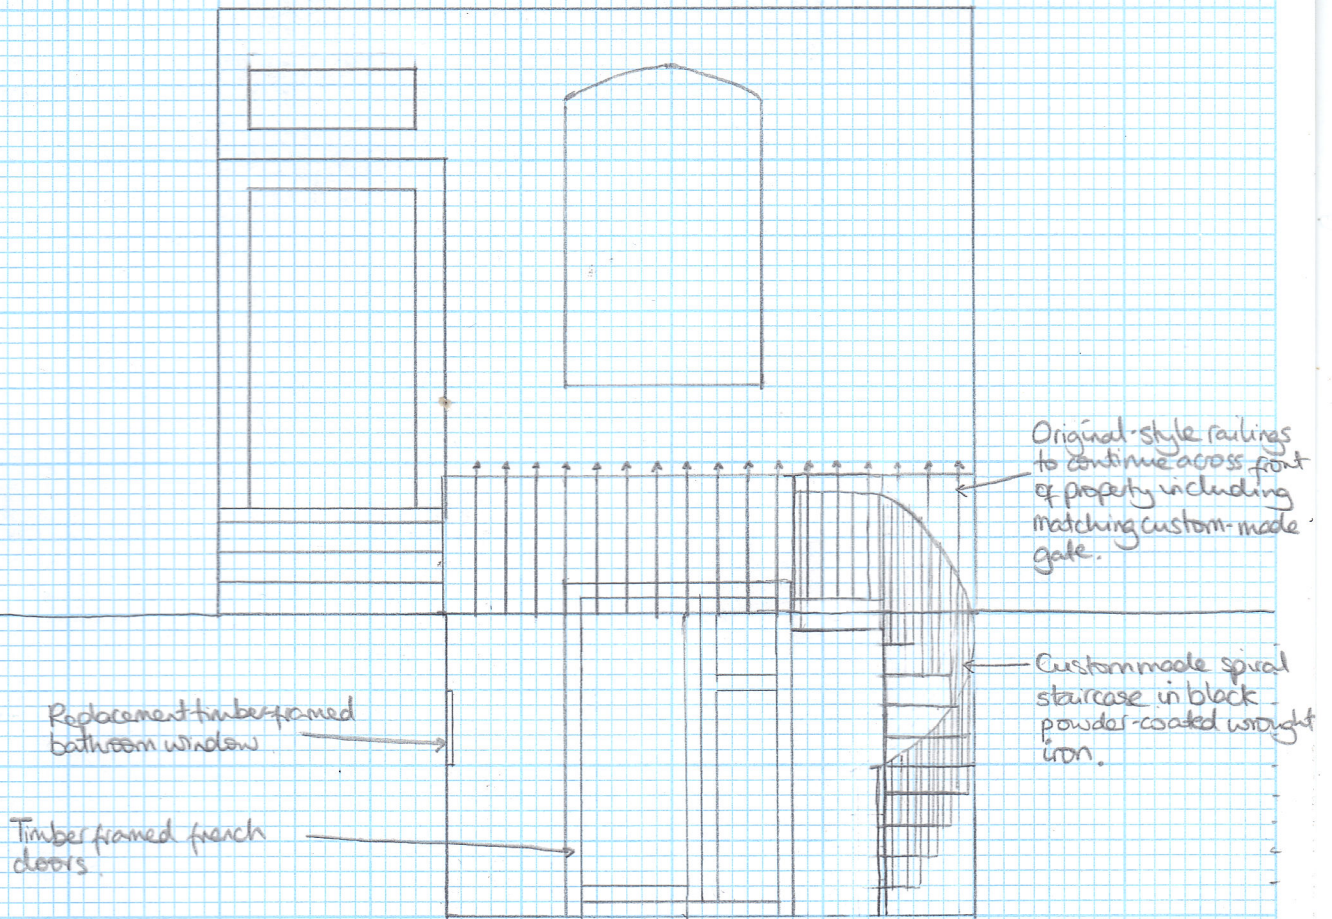 Original-style railings
to continue across front
of property including
matching custom-made
gate.
Custom made spiral
staircase in black
powder-coated wrought
iron.
Replacement timber framed
bathroom window
Timber framed french
doors.